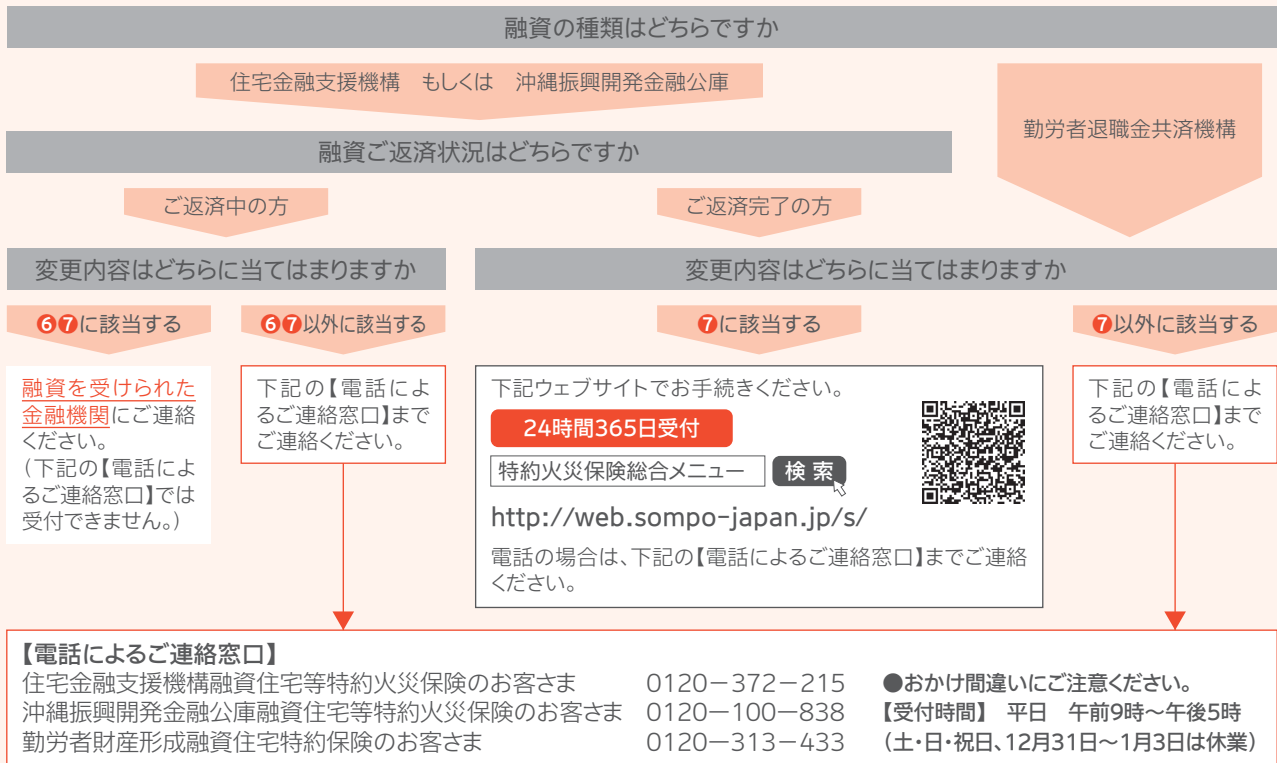 融資の種類はどちらですか
住宅金融支援機構　もしくは　沖縄振興開発金融公庫
勤労者退職金共済機構
融資ご返済状況はどちらですか
ご返済中の方
ご返済完了の方
変更内容はどちらに当てはまりますか
変更内容はどちらに当てはまりますか
❻❼に該当する
❻❼以外に該当する
❼に該当する
❼以外に該当する
融資を受けられた
金融機関にご連絡
ください。
（下記の【電話によ
るご連絡窓口】では
受付できません。）
下記の【電話によ
るご連絡窓口】まで
ご連絡ください。
下記ウェブサイトでお手続きください。
24時間365日受付
特約火災保険総合メニュー　検 索
http://web.sompo-japan.jp/s/
電話の場合は、下記の【電話によるご連絡窓口】までご連絡
ください。
下記の【電話によ
るご連絡窓口】まで
ご連絡ください。
【電話によるご連絡窓口】
住宅金融支援機構融資住宅等特約火災保険のお客さま　0120－372－215　●おかけ間違いにご注意ください。
沖縄振興開発金融公庫融資住宅等特約火災保険のお客さま　0120－100－838　【受付時間】　平日　午前9時～午後5時
勤労者財産形成融資住宅特約保険のお客さま　0120－313－433　（土・日・祝日、12月31日～1月3日は休業）